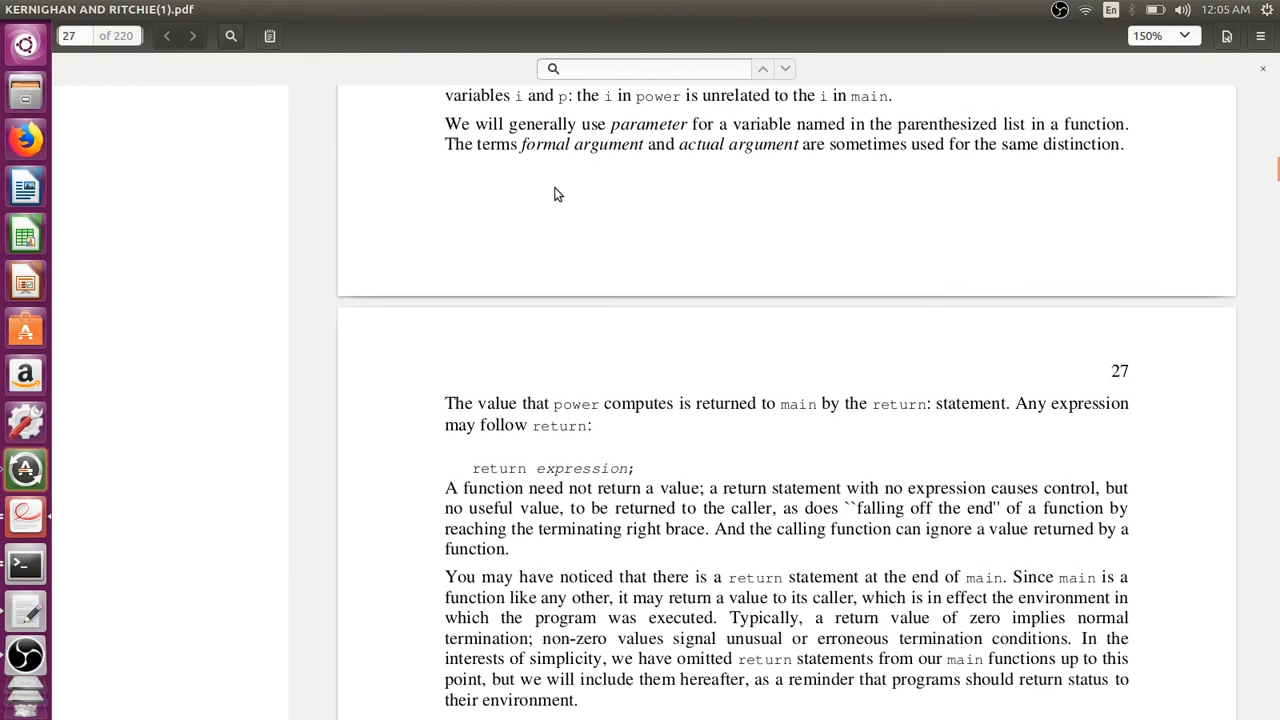 KERNIGHAN AND RITCHIE(1).pdf
En
12:05 AM
27
of 220
150%
variables i and p: the i in power is unrelated to the i in main.
We will generally use parameter for a variable named in the parenthesized list in a function.
The terms formal argument and actual argument are sometimes used for the same distinction.
27
The value that power computes is returned to main by the return: statement. Any expression
may follow return:
return expression;
A function need not return a value; a return statement with no expression causes control, but
no useful value, to be returned to the caller, as does ``falling off the end'' of a function by
reaching the terminating right brace. And the calling function can ignore a value returned by a
function.
You may have noticed that there is a return statement at the end of main. Since main is a
function like any other, it may return a value to its caller, which is in effect the environment in
which the program was executed. Typically, a return value of zero implies normal
termination; non-zero values signal unusual or erroneous termination conditions. In the
interests of simplicity, we have omitted return statements from our main functions up to this
point, but we will include them hereafter, as a reminder that programs should return status to
their environment.